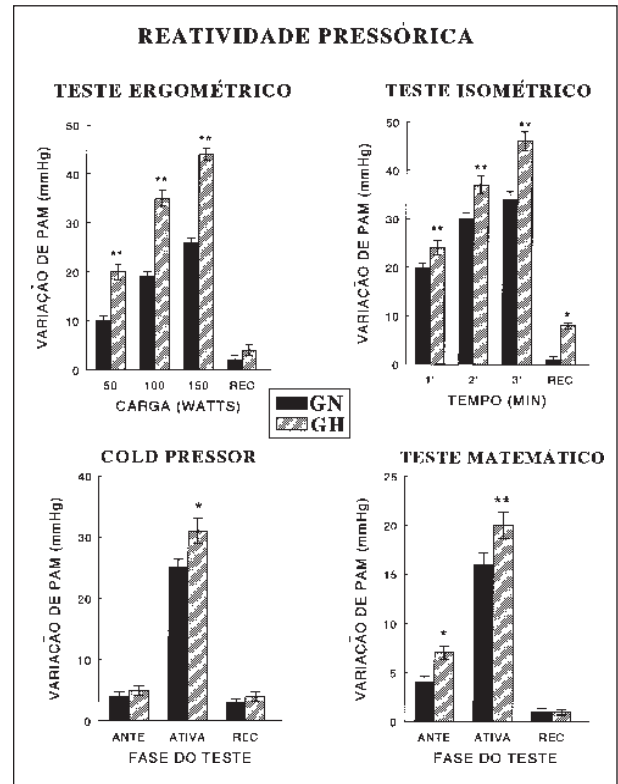 REATIVIDADE PRESSÓRICA
TESTE ERGOMÉTRICO
VARIAÇÃO DE PAM (mmHg)
50
40
30
20
10
0
** ** **
50 100 150 REC
CARGA (WATTS)
TESTE ISOMÉTRICO
VARIAÇÃO DE PAM (mmHg)
50
40
30
20
10
0
** ** ** *
1' 2' 3' REC
TEMPO (MIN)
GN
GH
COLD PRESSOR
VARIAÇÃO DE PAM (mmHg)
40
30
20
10
0
*
ANTE ATIVA REC
FASE DO TESTE
TESTE MATEMÁTICO
VARIAÇÃO DE PAM (mmHg)
25
20
15
10
5
0
* **
ANTE ATIVA REC
FASE DO TESTE